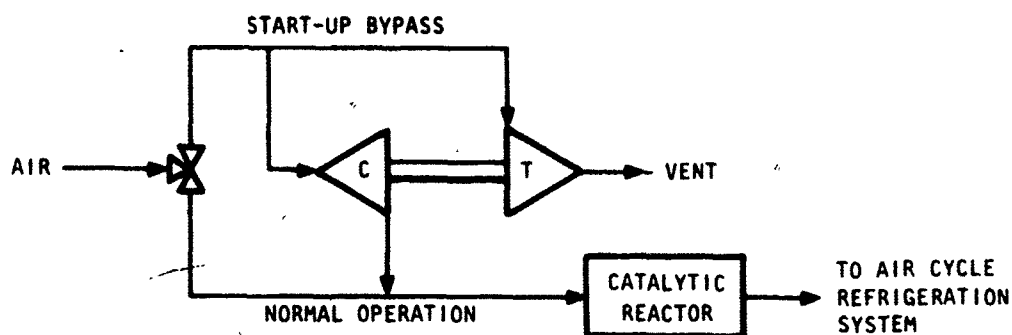 START-UP BYPASS
AIR
C
T
VENT
CATALYTIC
REACTOR
TO AIR CYCLE
REFRIGERATION
SYSTEM
NORMAL OPERATION